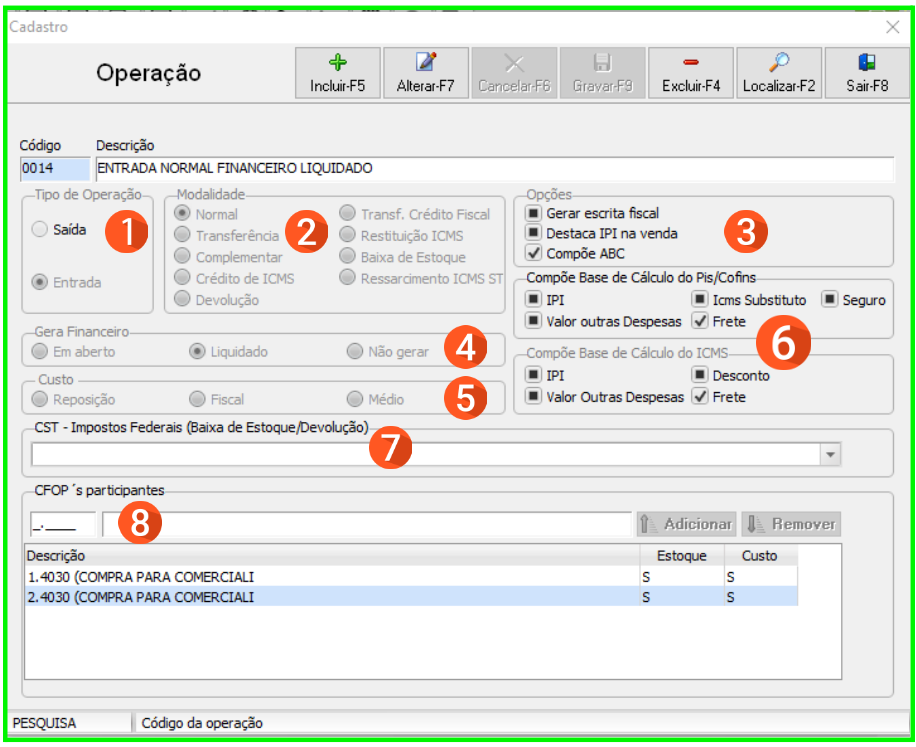 Cadastro
Operação
Incluir-F5
Alterar-F7
Cancelar-F6
Gravar-F9
Excluir-F4
Localizar-F2
Sair-F8
Código
Descrição
0014
ENTRADA NORMAL FINANCEIRO LIQUIDADO
Tipo de Operação
Saída
1
Entrada
Modalidade
Normal
Transferência
Complementar
Crédito de ICMS
Devolução
2
Transf. Crédito Fiscal
Restituição ICMS
Baixa de Estoque
Ressarcimento ICMS ST
Opções
Gerar escrita fiscal
Destaca IPI na venda
Compõe ABC
3
Compõe Base de Cálculo do Pis/Cofins
IPI
Icms Substituto
Seguro
Valor outras Despesas
Frete
6
Gera Financeiro
Em aberto
Liquidado
Não gerar
4
Compõe Base de Cálculo do ICMS
IPI
Desconto
Valor Outras Despesas
Frete
Custo
Reposição
Fiscal
Médio
5
CST - Impostos Federais (Baixa de Estoque/Devolução)
7
CFOP ´s participantes
_.____
8
Adicionar
Remover
Descrição
Estoque
Custo
1.4030 (COMPRA PARA COMERCIALI
S
S
2.4030 (COMPRA PARA COMERCIALI
S
S
PESQUISA
Código da operação